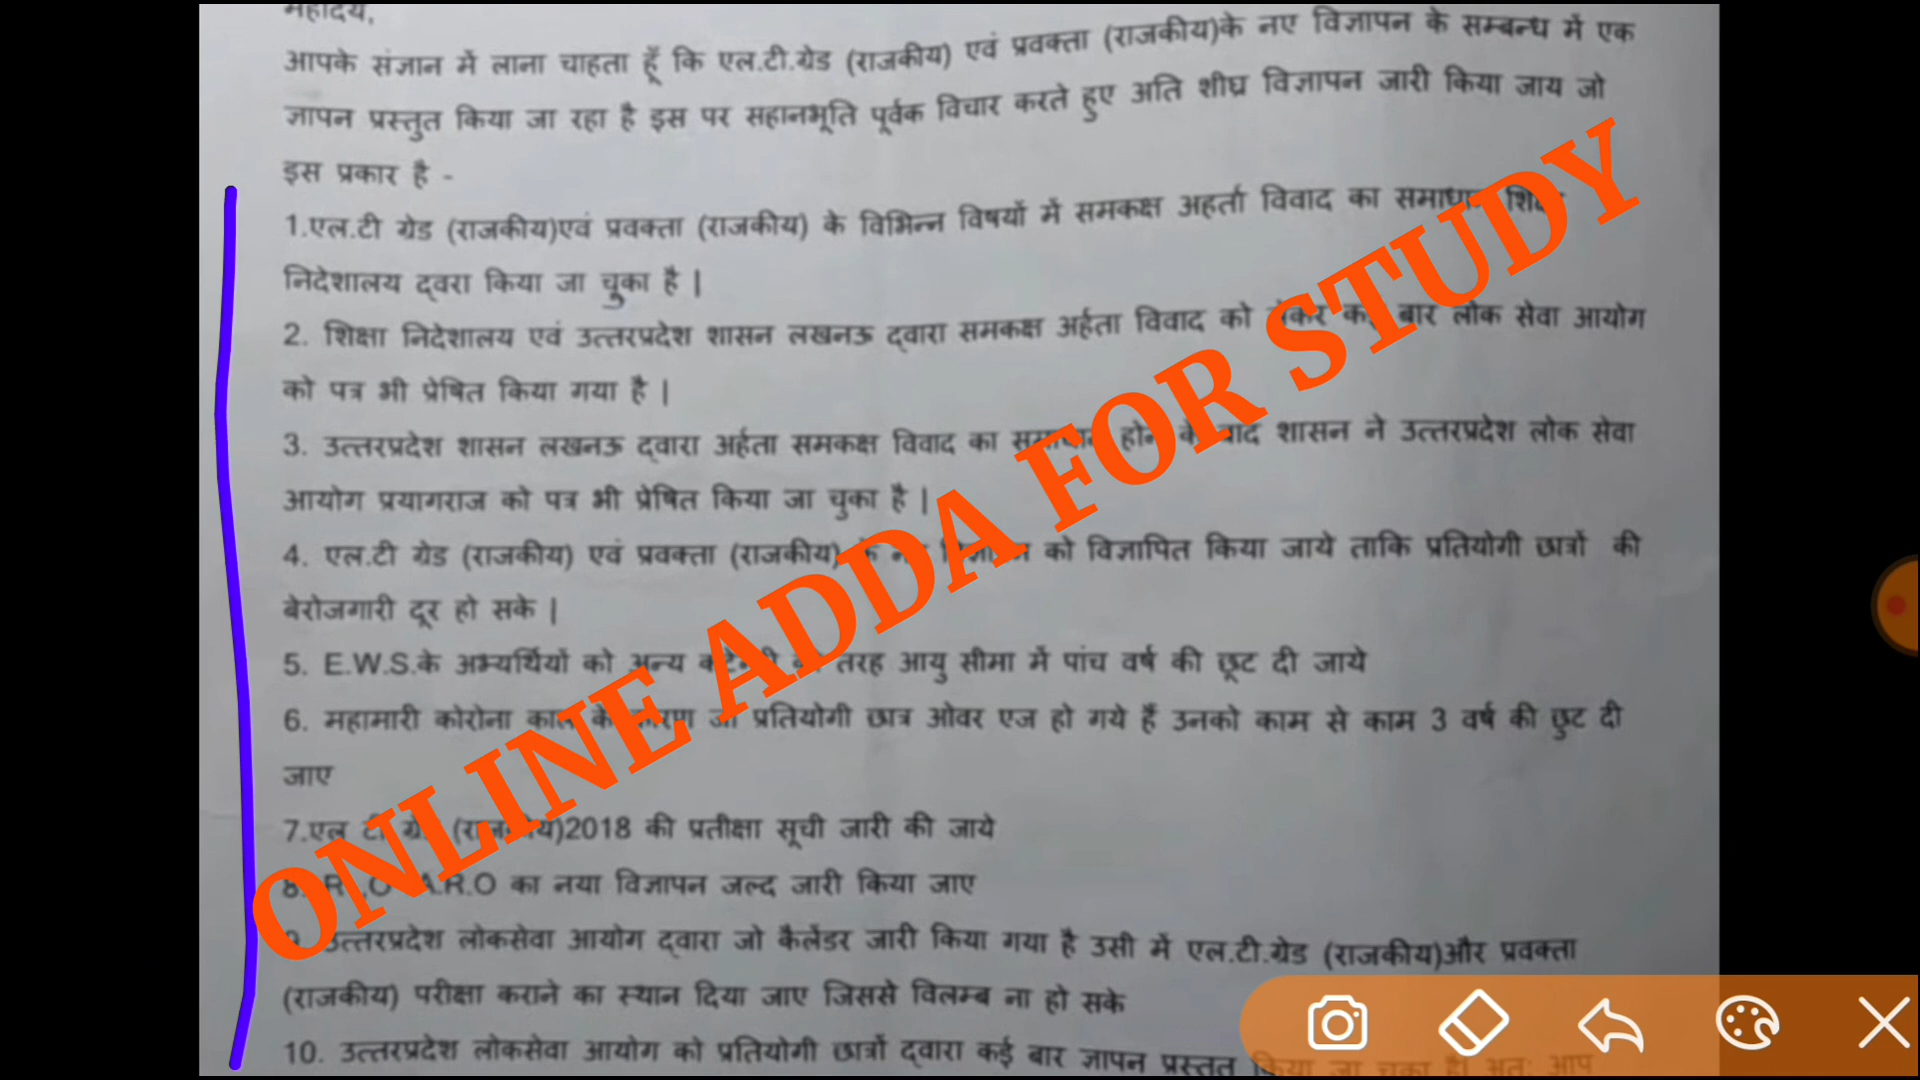 महोदय,
आपके संज्ञान में लाना चाहता हूँ कि एल.टी.ग्रेड (राजकीय) एवं प्रवक्ता (राजकीय)के नए विज्ञापन के सम्बन्ध में एक
ज्ञापन प्रस्तुत किया जा रहा है इस पर सहानभूति पूर्वक विचार करते हुए अति शीघ्र विज्ञापन जारी किया जाय जो
इस प्रकार है -
1.एल.टी ग्रेड (राजकीय)एवं प्रवक्ता (राजकीय) के विभिन्न विषयों में समकक्ष अहर्ता विवाद का
निदेशालय द्वरा किया जा चुका है |
2. शिक्षा निदेशालय एवं उत्तरप्रदेश शासन लखनऊ द्वारा समकक्ष अर्हता विवाद को बार लोक सेवा आयोग
को पत्र भी प्रेषित किया गया है |
3. उत्तरप्रदेश शासन लखनऊ द्वारा अर्हता समकक्ष विवाद का शासन ने उत्तरप्रदेश लोक सेवा
आयोग प्रयागराज को पत्र भी प्रेषित किया जा चुका है |
4. एल.टी ग्रेड (राजकीय) एवं प्रवक्ता (राजकीय) को विज्ञापित किया जाये ताकि प्रतियोगी छात्रों की
बेरोजगारी दूर हो सके |
5. E.W.S.के अभ्यर्थियों को अन्य तरह आयु सीमा में पांच वर्ष की छूट दी जाये
6. महामारी कोरोना प्रतियोगी छात्र ओवर एज हो गये हैं उनको काम से काम 3 वर्ष की छुट दी
जाए
7.एल 2018 की प्रतीक्षा सूची जारी की जाये
का नया विज्ञापन जल्द जारी किया जाए
उत्तरप्रदेश लोकसेवा आयोग द्वारा जो कैलेंडर जारी किया गया है उसी में एल.टी.ग्रेड (राजकीय)और प्रवक्ता
(राजकीय) परीक्षा कराने का स्थान दिया जाए जिससे विलम्ब ना हो सके
10. उत्तरप्रदेश लोकसेवा आयोग को प्रतियोगी छात्रों द्वारा कई बार ज्ञापन प्रस्तुत किया जा चुका है। अतः आप
ONLINE ADDA FOR STUDY